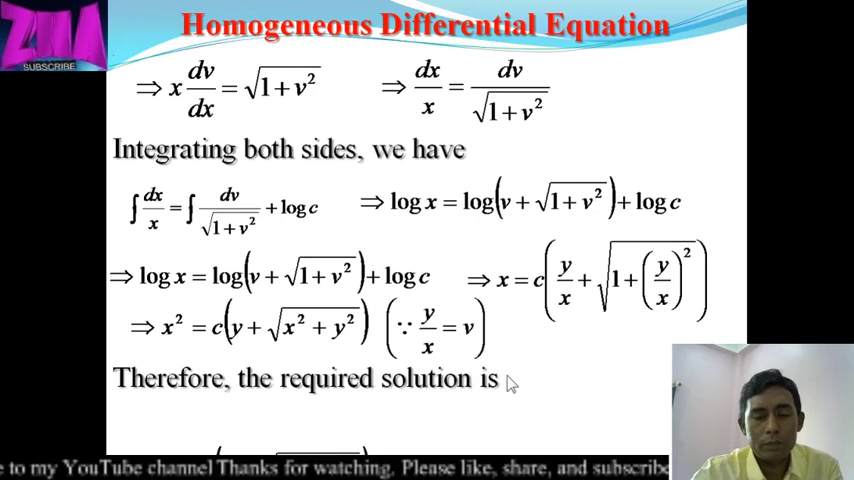 ZIM
SUBSCRIBE
Homogeneous Differential Equation
⇒ x dv/dx = √(1+v²) ⇒ dx/x = dv/√(1+v²)
Integrating both sides, we have
∫ dx/x = ∫ dv/√(1+v²) + log c ⇒ log x = log(v + √(1+v²)) + log c
⇒ log x = log(v + √(1+v²)) + log c ⇒ x = c(y/x + √(1+(y/x)²))
⇒ x² = c(y + √(x² + y²)) (∵ y/x = v)
Therefore, the required solution is
to my YouTube channel Thanks for watching. Please like, share, and subscribe